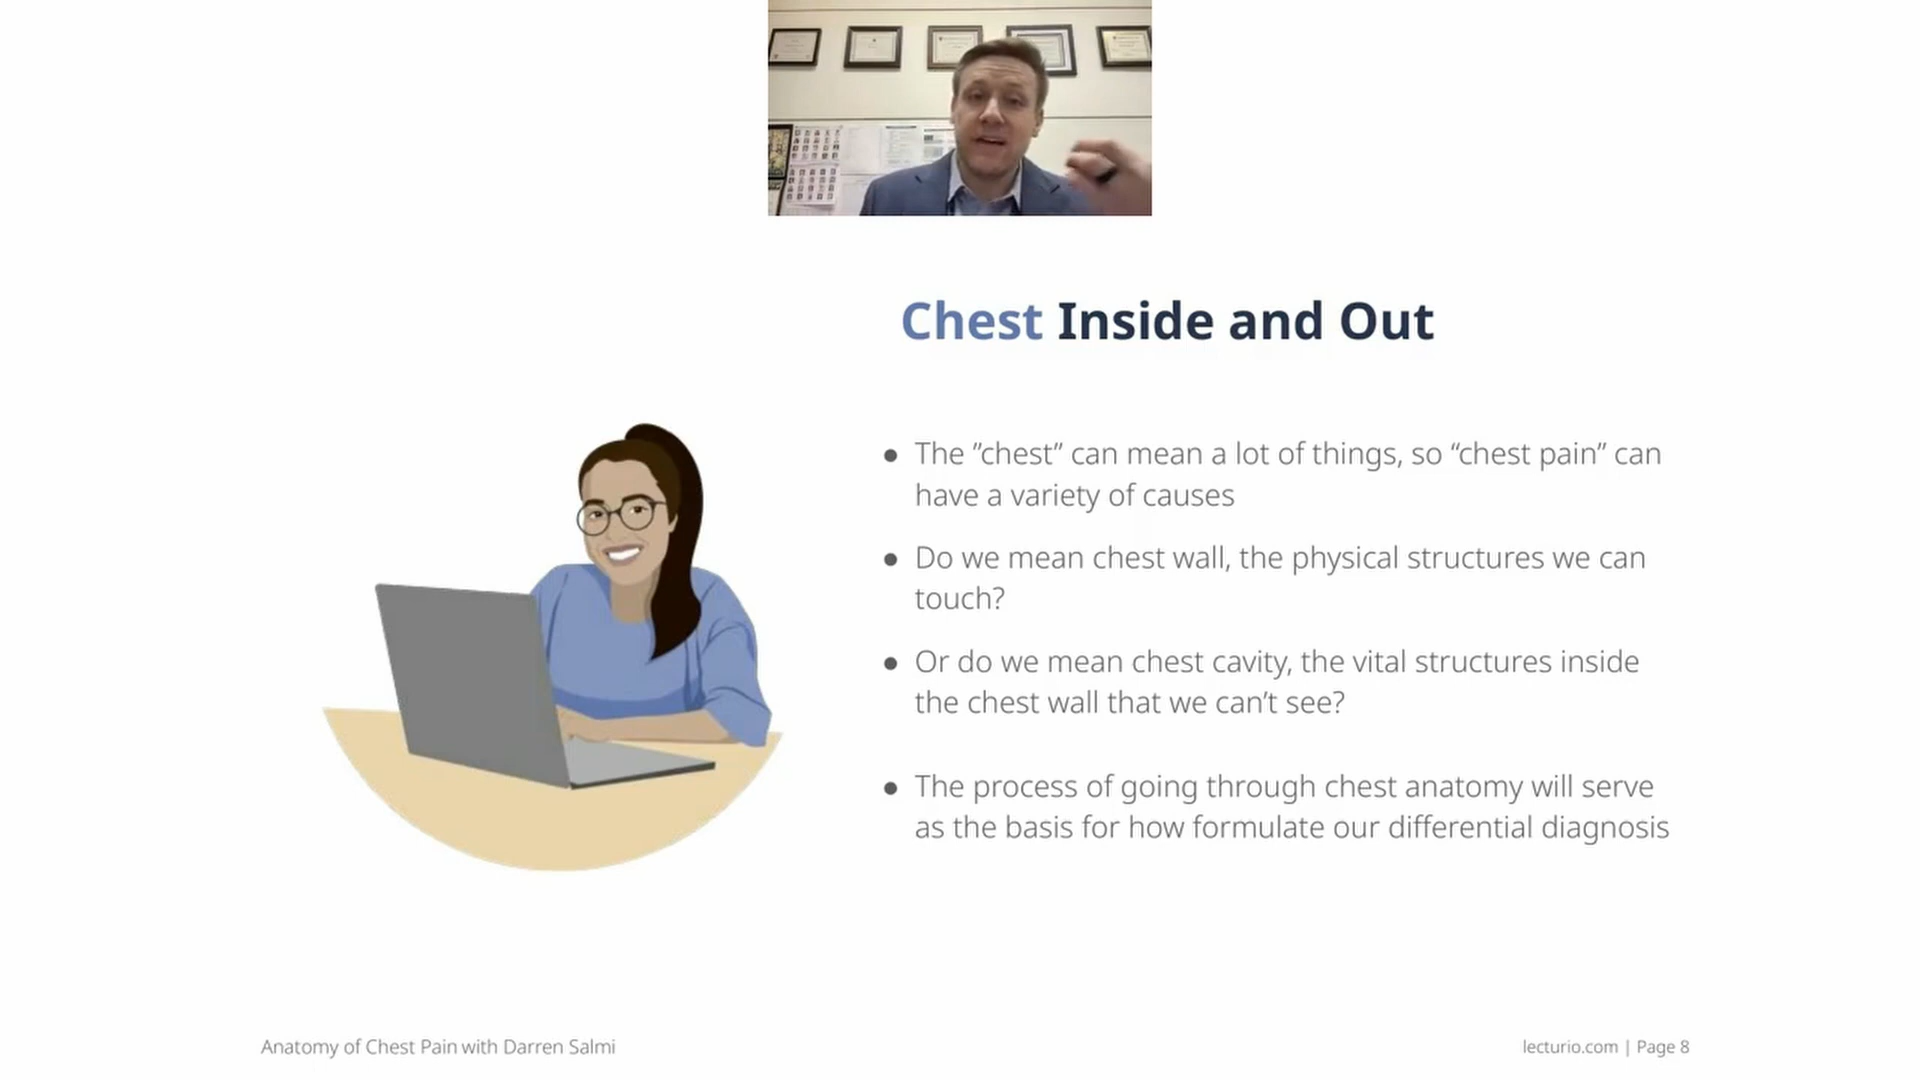 Chest Inside and Out
● The ”chest” can mean a lot of things, so “chest pain” can
have a variety of causes
● Do we mean chest wall, the physical structures we can
touch?
● Or do we mean chest cavity, the vital structures inside
the chest wall that we can’t see?
● The process of going through chest anatomy will serve
as the basis for how formulate our differential diagnosis
Anatomy of Chest Pain with Darren Salmi
lecturio.com | Page 8